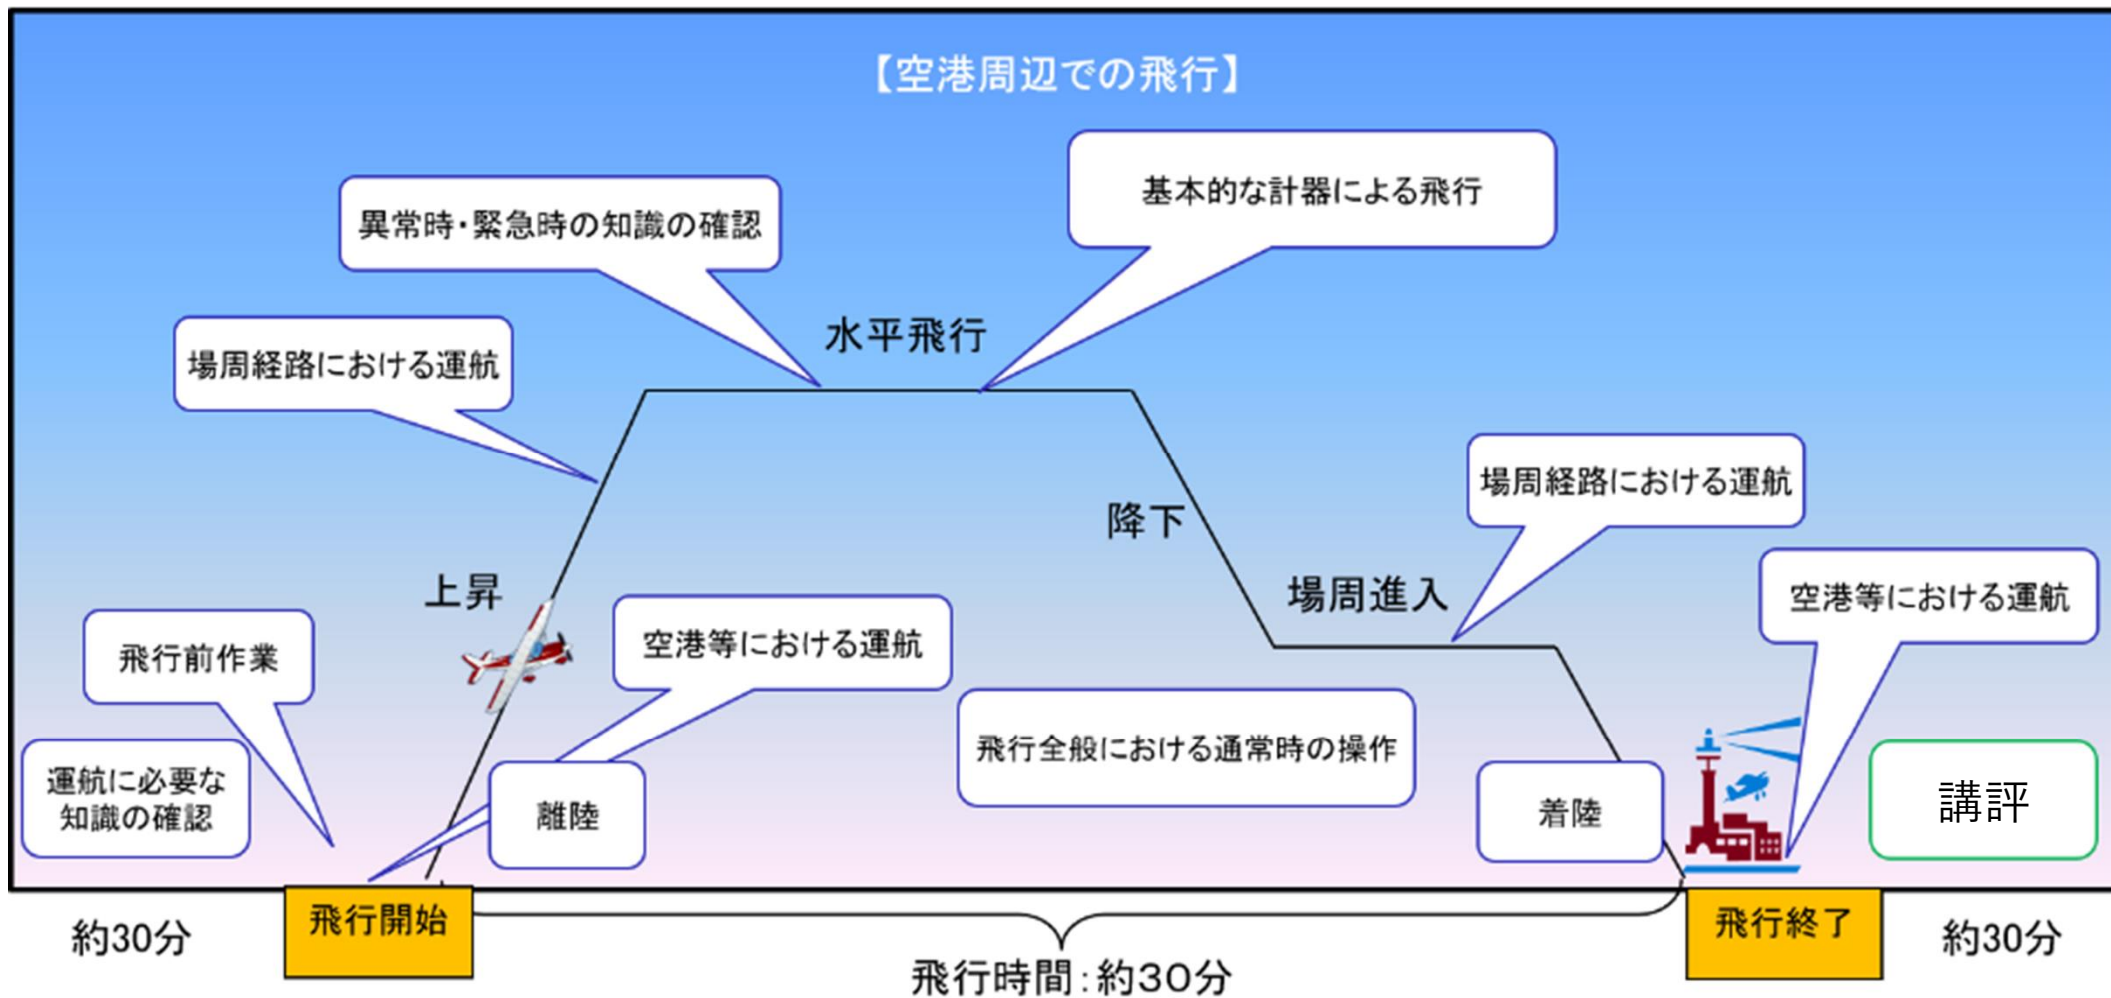 【空港周辺での飛行】
基本的な計器による飛行
異常時・緊急時の知識の確認
水平飛行
場周経路における運航
場周経路における運航
降下
上昇
場周進入
空港等における運航
飛行前作業
空港等における運航
飛行全般における通常時の操作
運航に必要な
知識の確認
離陸
着陸
講評
約30分
飛行開始
飛行終了
約30分
飛行時間:約30分